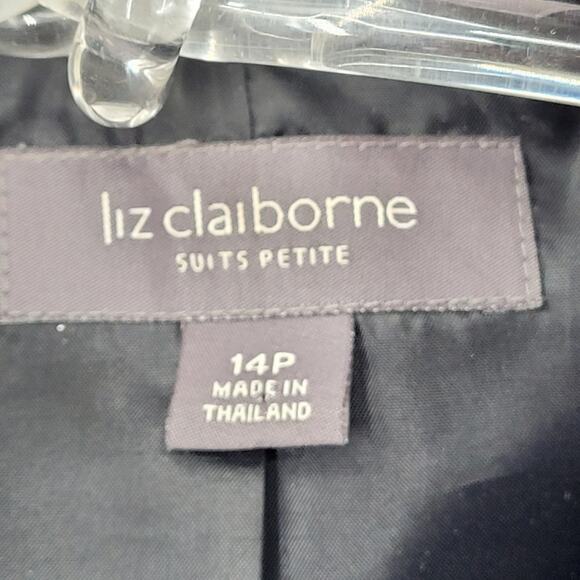 liz claiborne
SUITS PETITE
14P
MADE IN
THAILAND